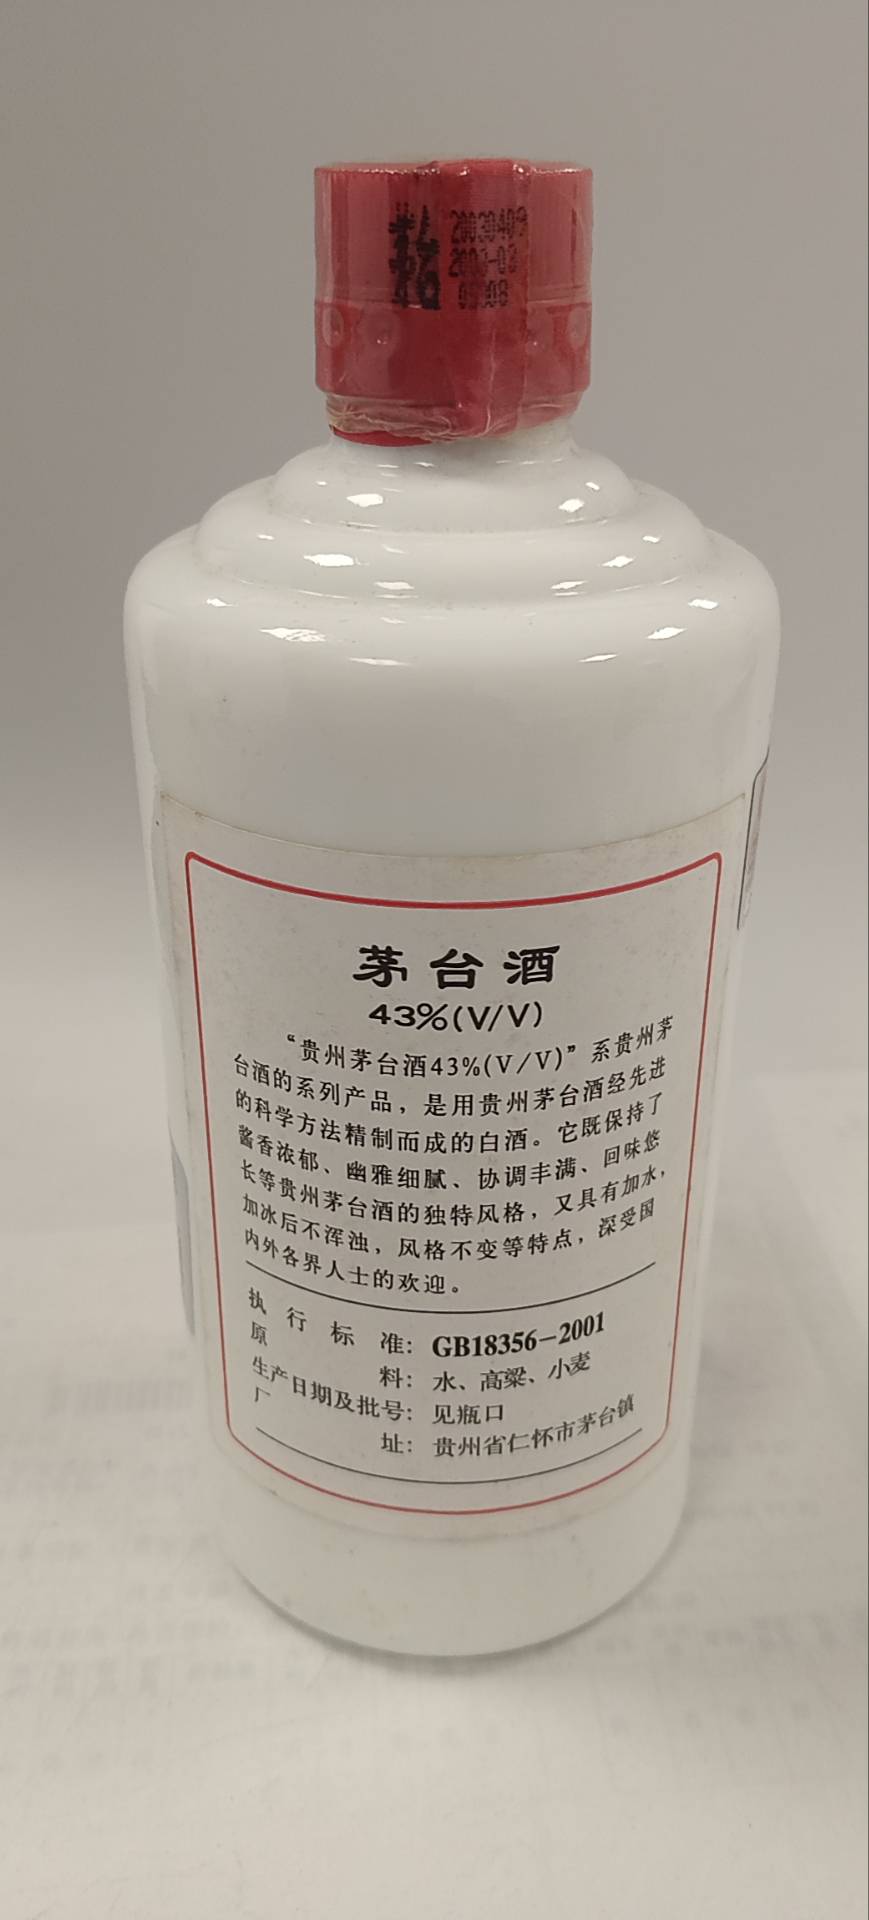 20030409
茅台酒
43%(V/V)
“贵州茅台酒43%(V/V)”系贵州茅
台酒的系列产品，是用贵州茅台酒经先进
的科学方法精制而成的白酒。它既保持了
酱香浓郁、幽雅细腻、协调丰满、回味悠
长等贵州茅台酒的独特风格，又具有加水，
加冰后不浑浊，风格不变等特点，深受国
内外各界人士的欢迎。
执行标准：GB18356-2001
原料：水、高粱、小麦
生产日期及批号：见瓶口
厂址：贵州省仁怀市茅台镇